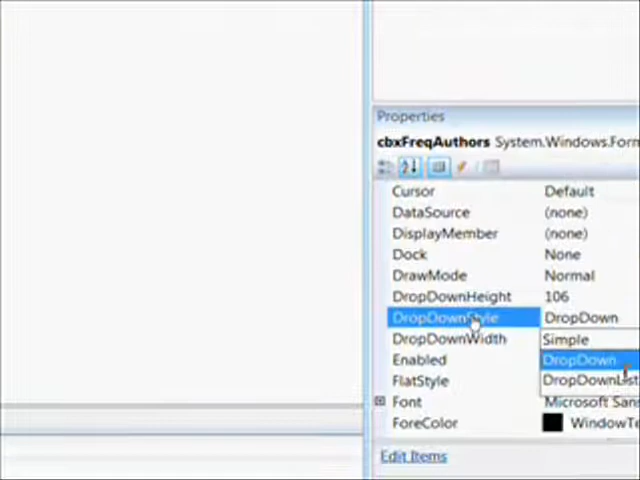 Properties
cbxFreqAuthors System.Windows.Form
Cursor Default
DataSource (none)
DisplayMember (none)
Dock None
DrawMode Normal
DropDownHeight 106
DropDownStyle DropDown
DropDownWidth Simple
Enabled DropDown
FlatStyle DropDownList
Font Microsoft Sans
ForeColor WindowTe
Edit Items